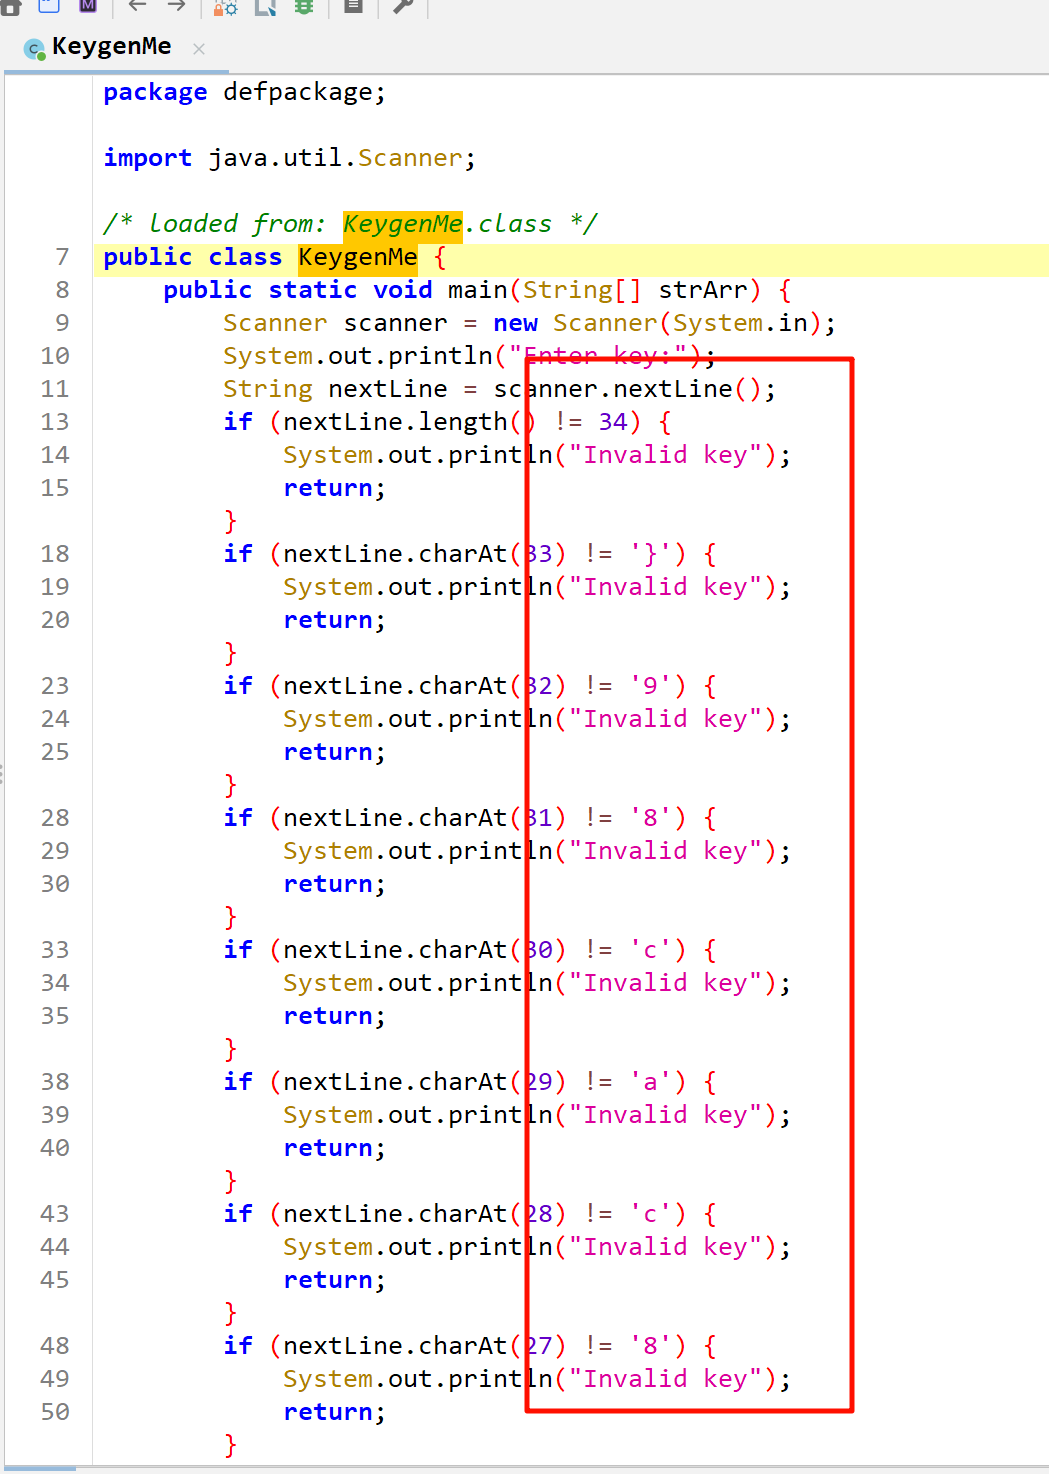 KeygenMe
package defpackage;
import java.util.Scanner;
/* loaded from: KeygenMe.class */
7 public class KeygenMe {
8 public static void main(String[] strArr) {
9 Scanner scanner = new Scanner(System.in);
10 System.out.println("Enter key:");
11 String nextLine = scanner.nextLine();
13 if (nextLine.length() != 34) {
14 System.out.println("Invalid key");
15 return;
}
18 if (nextLine.charAt(33) != '}') {
19 System.out.println("Invalid key");
20 return;
}
23 if (nextLine.charAt(32) != '9') {
24 System.out.println("Invalid key");
25 return;
}
28 if (nextLine.charAt(31) != '8') {
29 System.out.println("Invalid key");
30 return;
}
33 if (nextLine.charAt(30) != 'c') {
34 System.out.println("Invalid key");
35 return;
}
38 if (nextLine.charAt(29) != 'a') {
39 System.out.println("Invalid key");
40 return;
}
43 if (nextLine.charAt(28) != 'c') {
44 System.out.println("Invalid key");
45 return;
}
48 if (nextLine.charAt(27) != '8') {
49 System.out.println("Invalid key");
50 return;
}